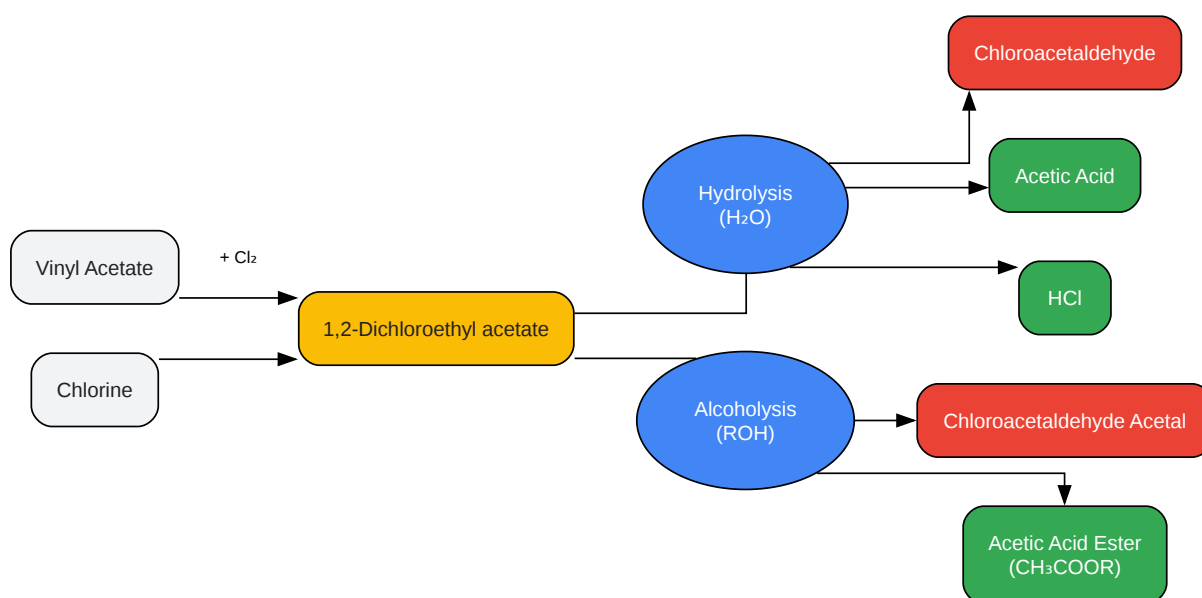 Chloroacetaldehyde
Acetic Acid
Hydrolysis
(H₂O)
+ Cl₂
Vinyl Acetate
HCl
1,2-Dichloroethyl acetate
Chlorine
Alcoholysis
(ROH)
Chloroacetaldehyde Acetal
Acetic Acid Ester
(CH₃COOR)